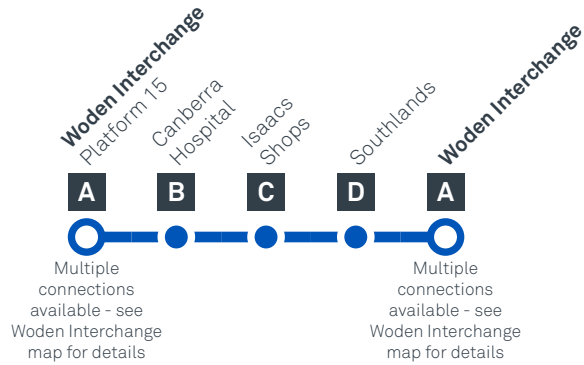 Woden Interchange
Platform 15
Canberra
Hospital
Isaacs
Shops
Southlands
Woden Interchange
A
B
C
D
A
Multiple
connections
available - see
Woden Interchange
map for details
Multiple
connections
available - see
Woden Interchange
map for details